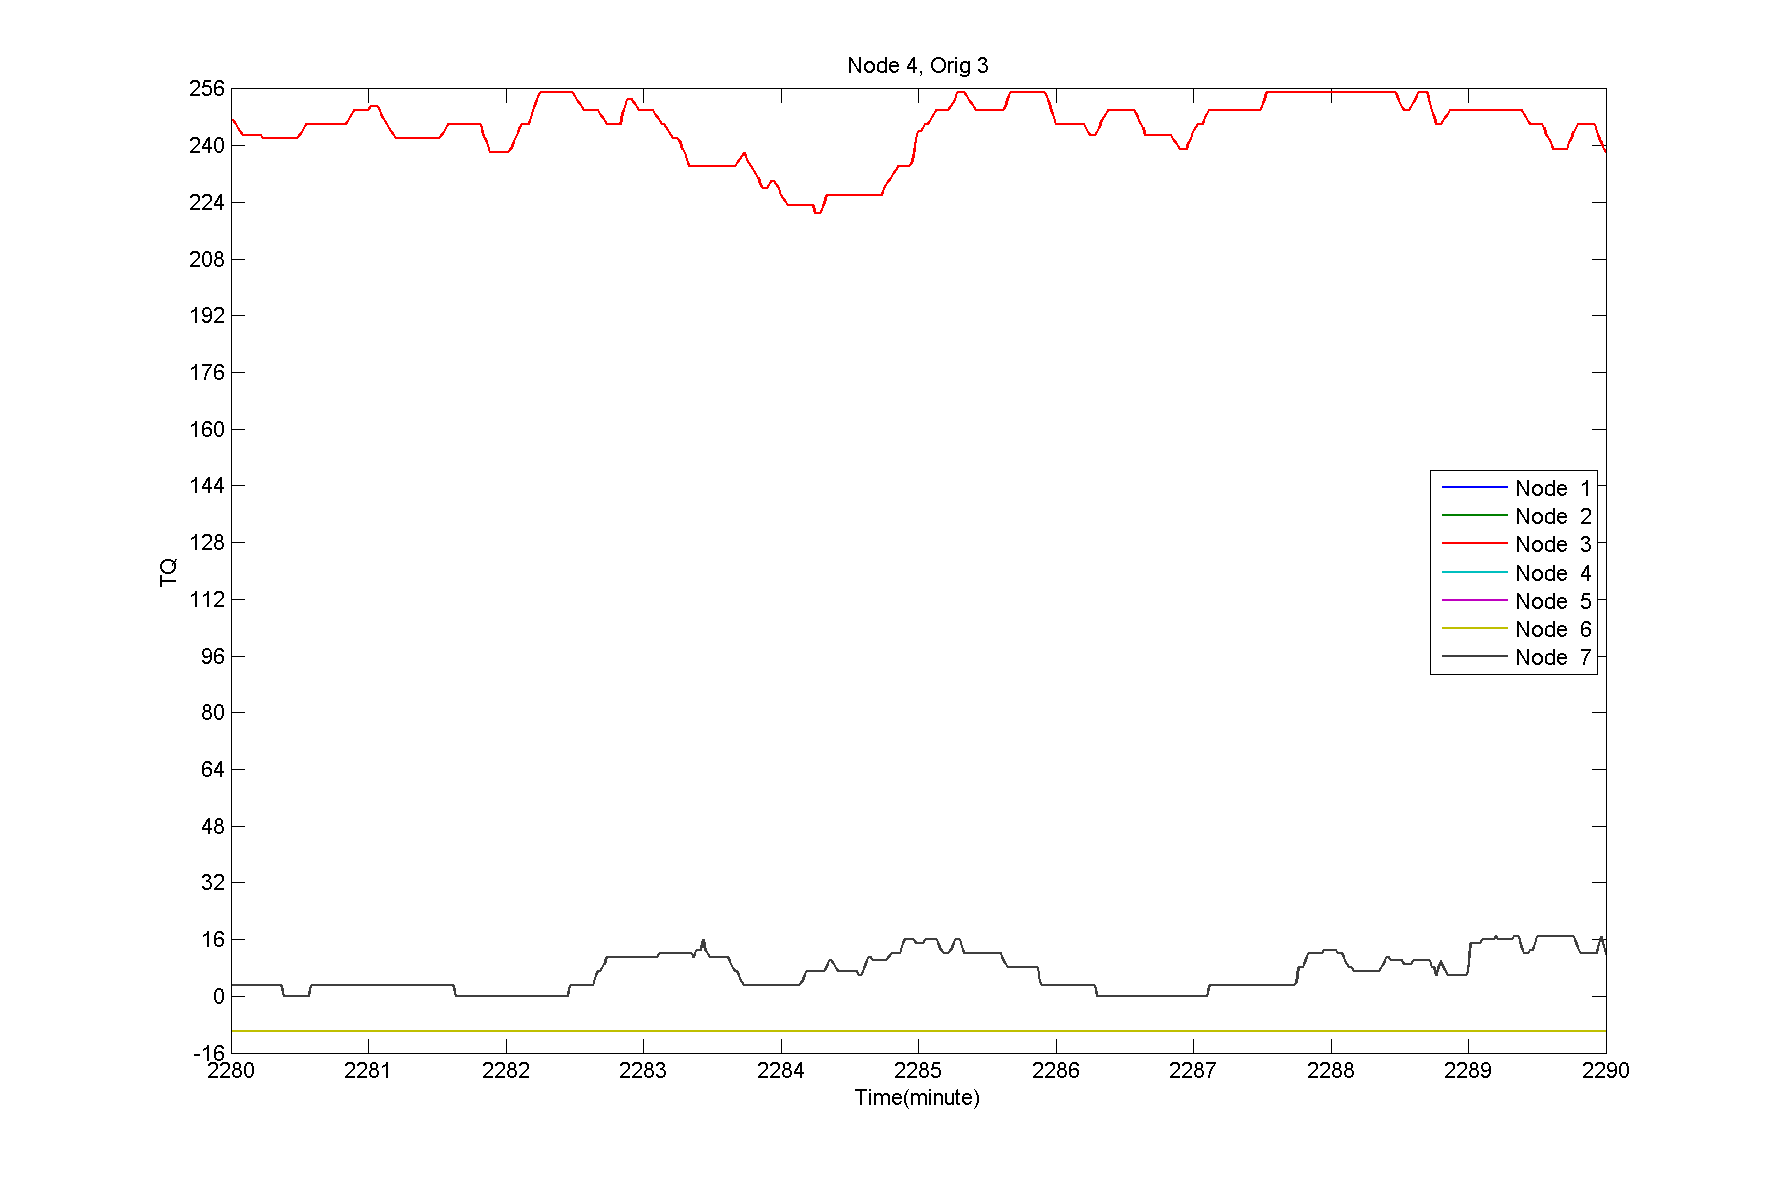 Node 4, Orig 3
256
240
224
208
192
176
160
144
128
112
96
80
64
48
32
16
0
-16
TQ
Node 1
Node 2
Node 3
Node 4
Node 5
Node 6
Node 7
2280 2281 2282 2283 2284 2285 2286 2287 2288 2289 2290
Time(minute)